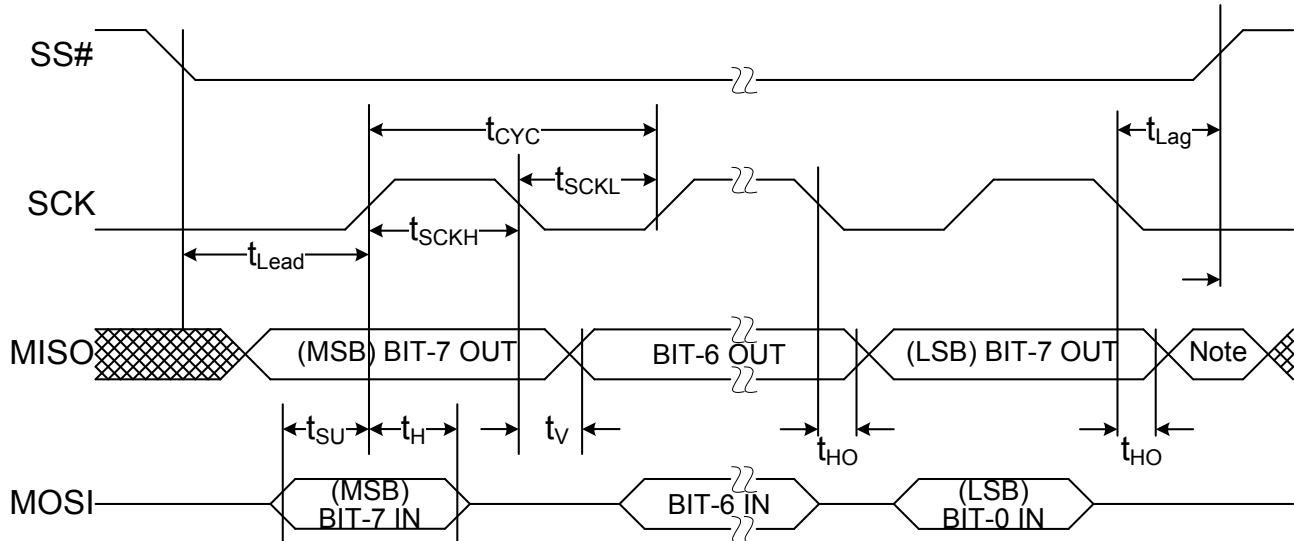 SS#
tCYC
tLag
SCK
tSCKL
tSCKH
tLead
MISO
(MSB) BIT-7 OUT
BIT-6 OUT
(LSB) BIT-7 OUT
Note
tSU
tH
tV
tHO
tHO
MOSI
(MSB)
BIT-7 IN
BIT-6 IN
(LSB)
BIT-0 IN